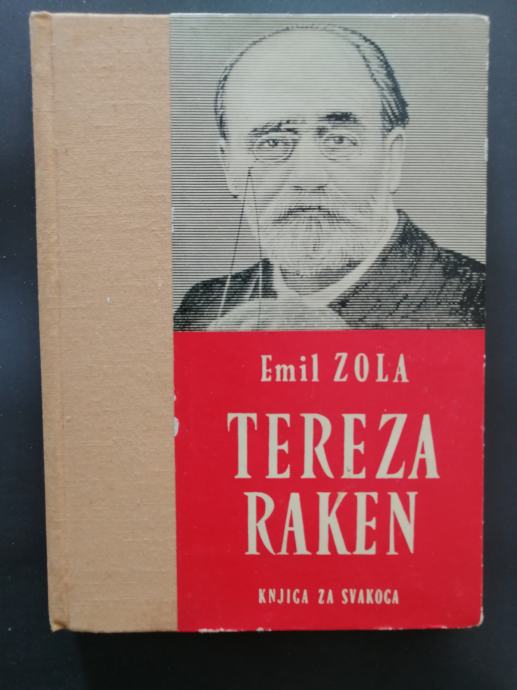 Emil ZOLA
TEREZA
RAKEN
KNJIGA ZA SVAKOGA